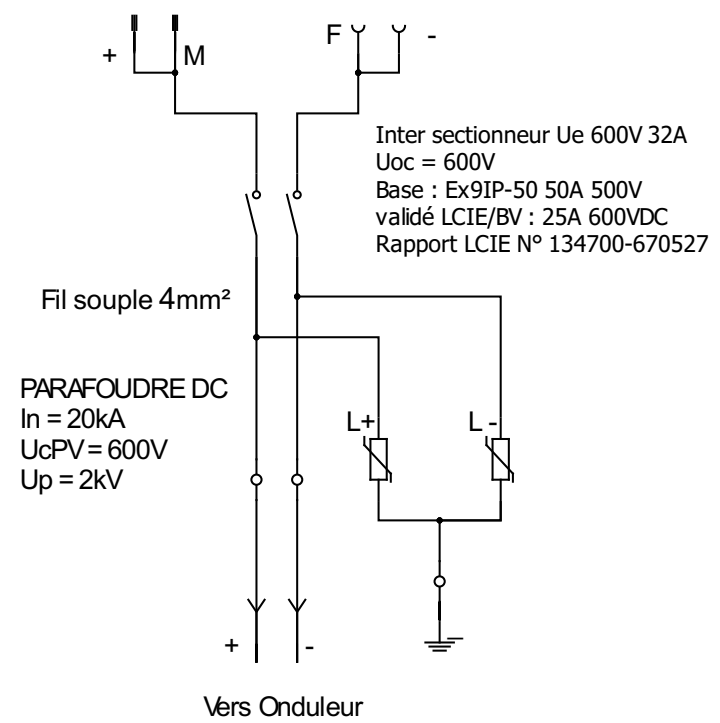 + M
F -
Inter sectionneur Ue 600V 32A
Uoc = 600V
Base : Ex9IP-50 50A 500V
validé LCIE/BV : 25A 600VDC
Rapport LCIE N° 134700-670527
Fil souple 4mm²
PARAFOUDRE DC
In = 20kA
UcPV = 600V
Up = 2kV
L+ L -
+ -
Vers Onduleur